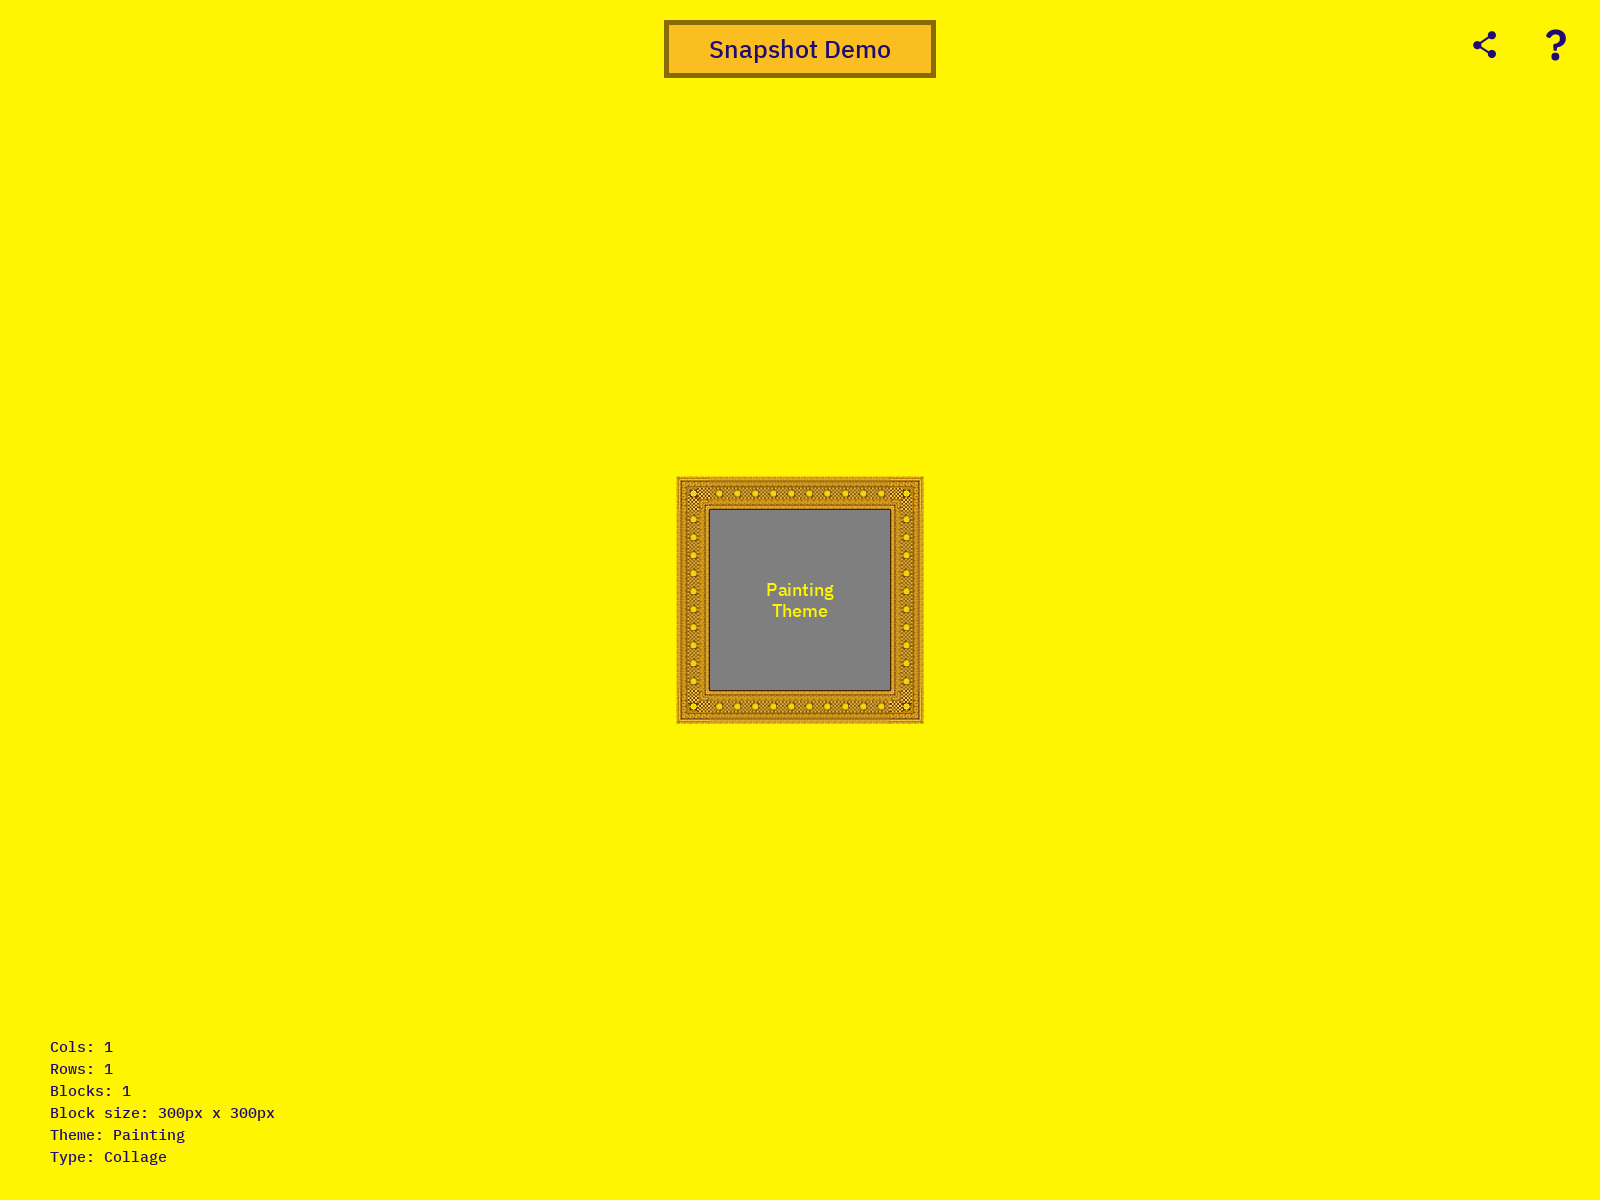 Snapshot Demo
Painting
Theme
Cols: 1
Rows: 1
Blocks: 1
Block size: 300px x 300px
Theme: Painting
Type: Collage